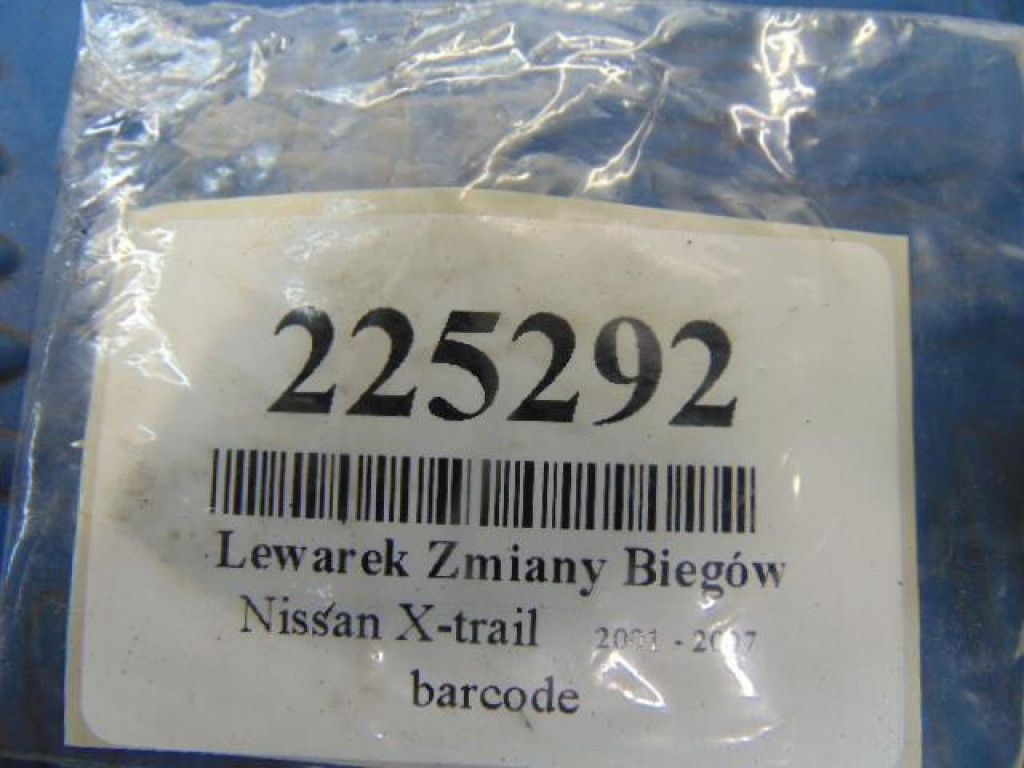 225292
Lewarek Zmiany Biegów
Nissan X-trail 2001 - 2007
barcode